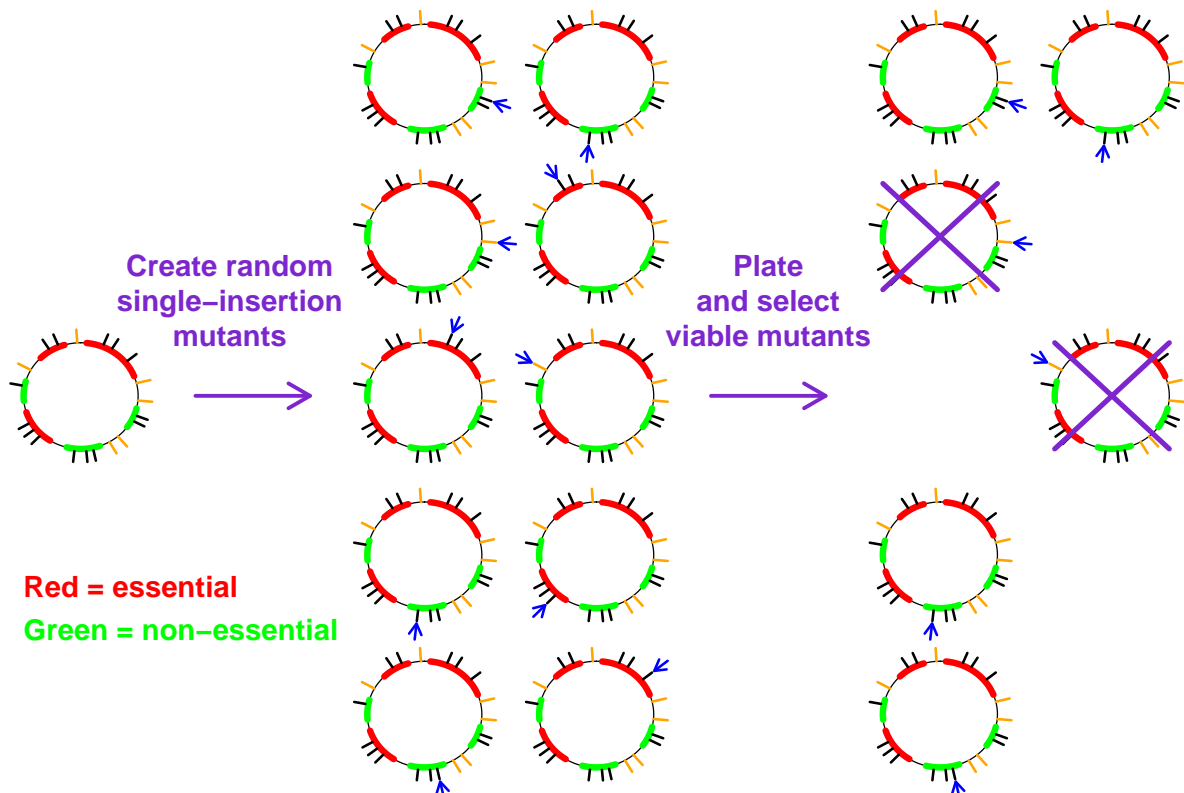 Create random
single−insertion
mutants
Plate
and select
viable mutants
Red = essential
Green = non−essential